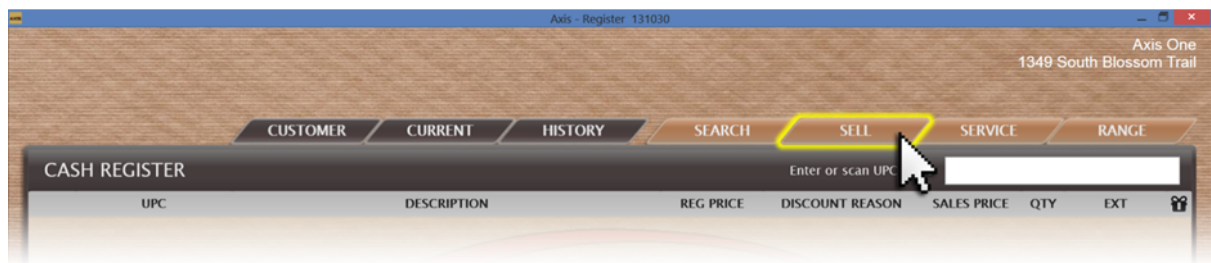 Axis - Register 131030
Axis One
1349 South Blossom Trail
CUSTOMER CURRENT HISTORY SEARCH SELL SERVICE RANGE
CASH REGISTER Enter or scan UPC
UPC DESCRIPTION REG PRICE DISCOUNT REASON SALES PRICE QTY EXT